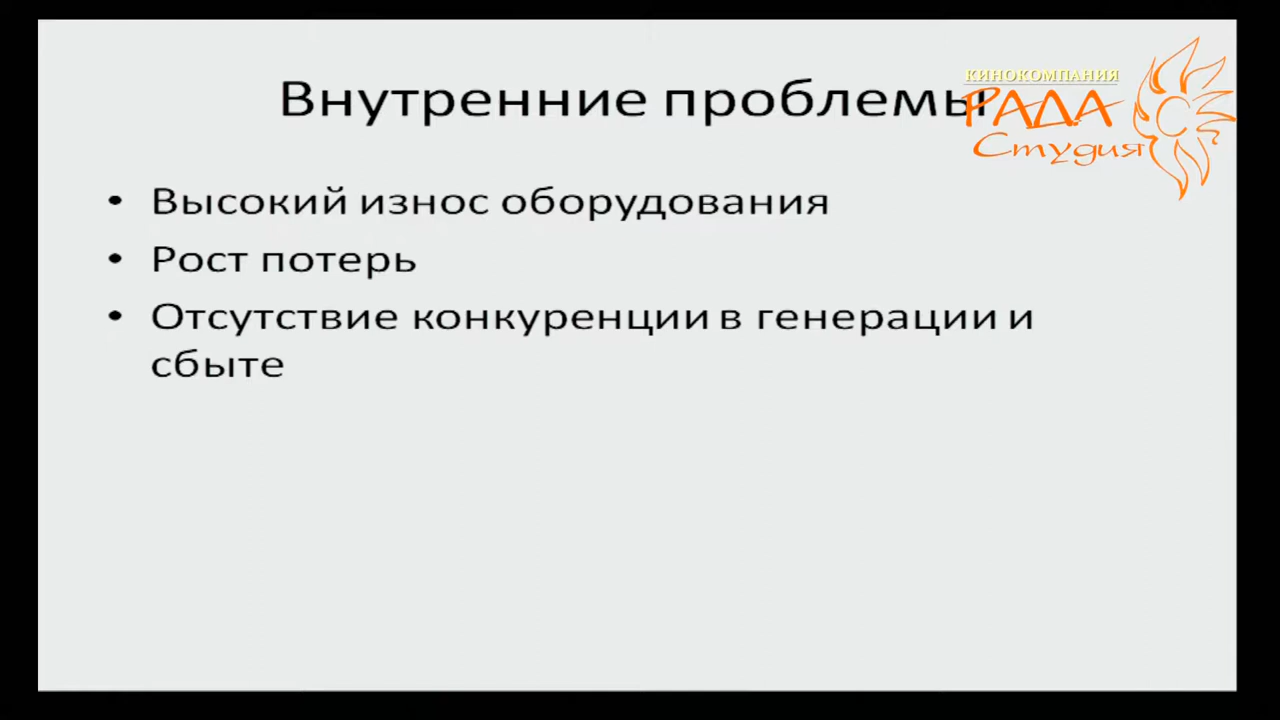 Внутренние проблемы
КИНОКОМПАНИЯ
РАДА
Студия
• Высокий износ оборудования
• Рост потерь
• Отсутствие конкуренции в генерации и
сбыте